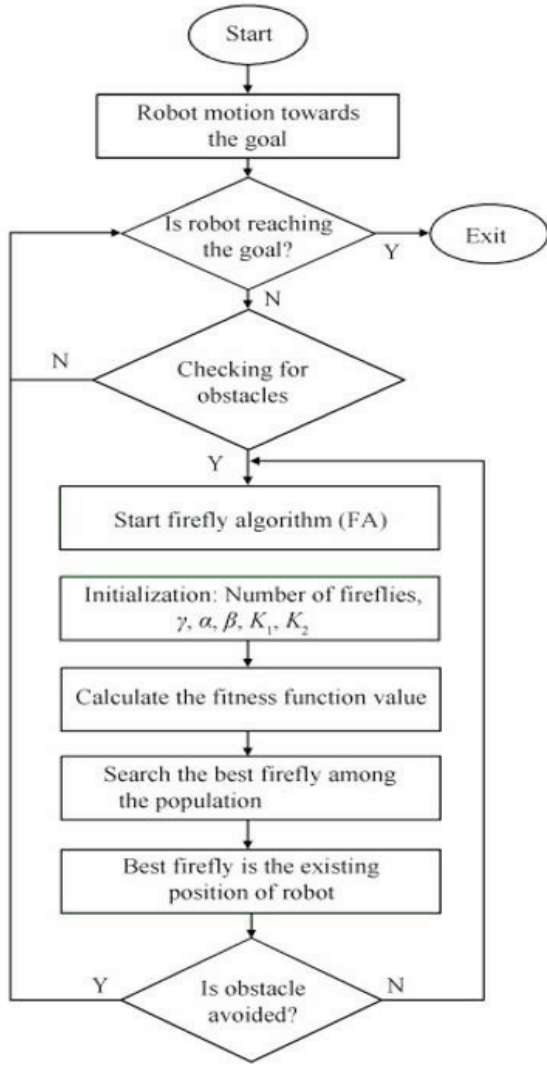 Start
Robot motion towards
the goal
Is robot reaching
the goal?
Y
Exit
N
N
Checking for
obstacles
Y
Start firefly algorithm (FA)
Initialization: Number of fireflies,
γ, α, β, K₁, K₂
Calculate the fitness function value
Search the best firefly among
the population
Best firefly is the existing
position of robot
Y
Is obstacle
avoided?
N